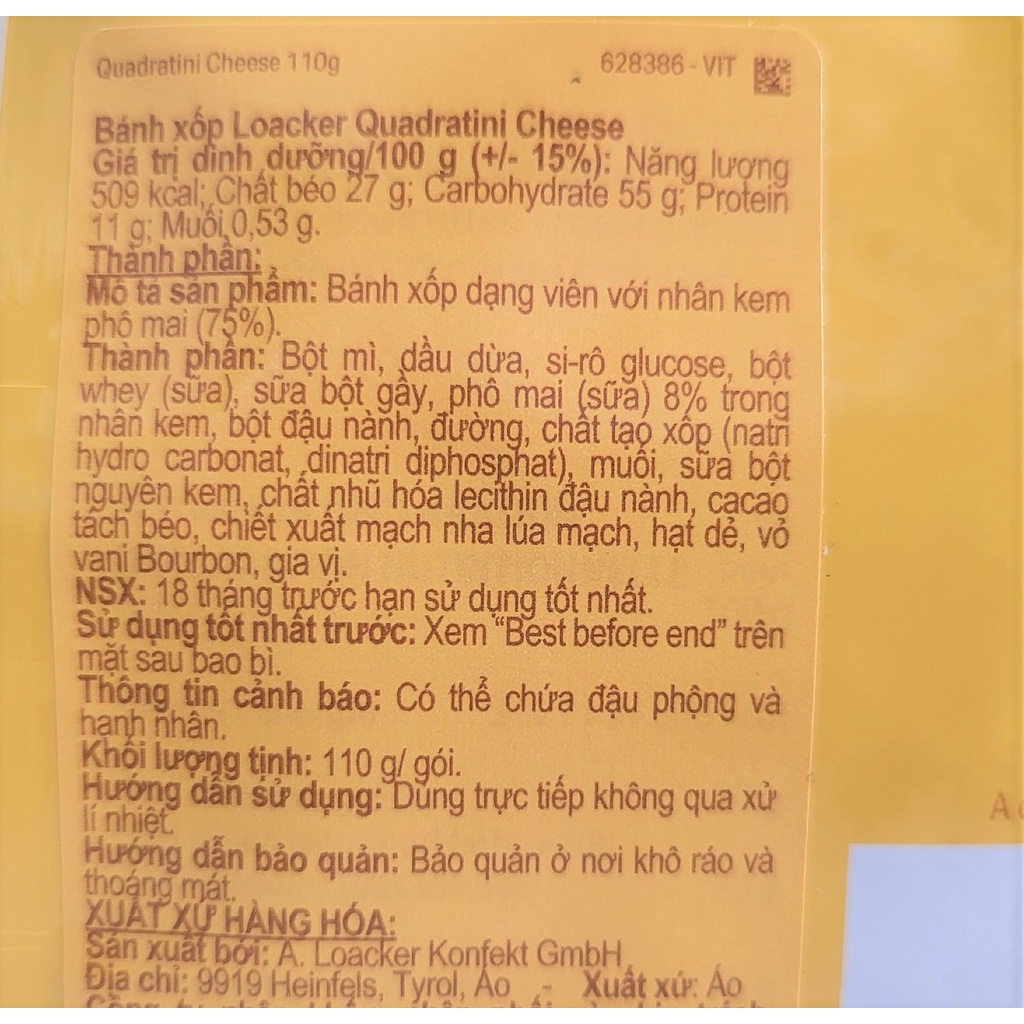 Quadratini Cheese 110g
628386 - VIT
Bánh xốp Loacker Quadratini Cheese
Giá trị dinh dưỡng/100 g (+/- 15%): Năng lượng
509 kcal; Chất béo 27 g; Carbohydrate 55 g; Protein
11 g; Muối 0,53 g.
Thành phần:
Mô tả sản phẩm: Bánh xốp dạng viên với nhân kem
phô mai (75%).
Thành phần: Bột mì, dầu dừa, si-rô glucose, bột
whey (sữa), sữa bột gầy, phô mai (sữa) 8% trong
nhân kem, bột đậu nành, đường, chất tạo xốp (natri
hydro carbonat, dinatri diphosphat), muối, sữa bột
nguyên kem, chất nhũ hóa lecithin đậu nành, cacao
tách béo, chiết xuất mạch nha lúa mạch, hạt dẻ, vỏ
vani Bourbon, gia vị.
NSX: 18 tháng trước hạn sử dụng tốt nhất.
Sử dụng tốt nhất trước: Xem “Best before end” trên
mặt sau bao bì.
Thông tin cảnh báo: Có thể chứa đậu phộng và
hạnh nhân.
Khối lượng tịnh: 110 g/ gói.
Hướng dẫn sử dụng: Dùng trực tiếp không qua xử
lí nhiệt.
Hướng dẫn bảo quản: Bảo quản ở nơi khô ráo và
thoáng mát.
XUẤT XỨ HÀNG HÓA:
Sản xuất bởi: A. Loacker Konfekt GmbH
Địa chỉ: 9919 Heinfels, Tyrol, Áo - Xuất xứ: Áo